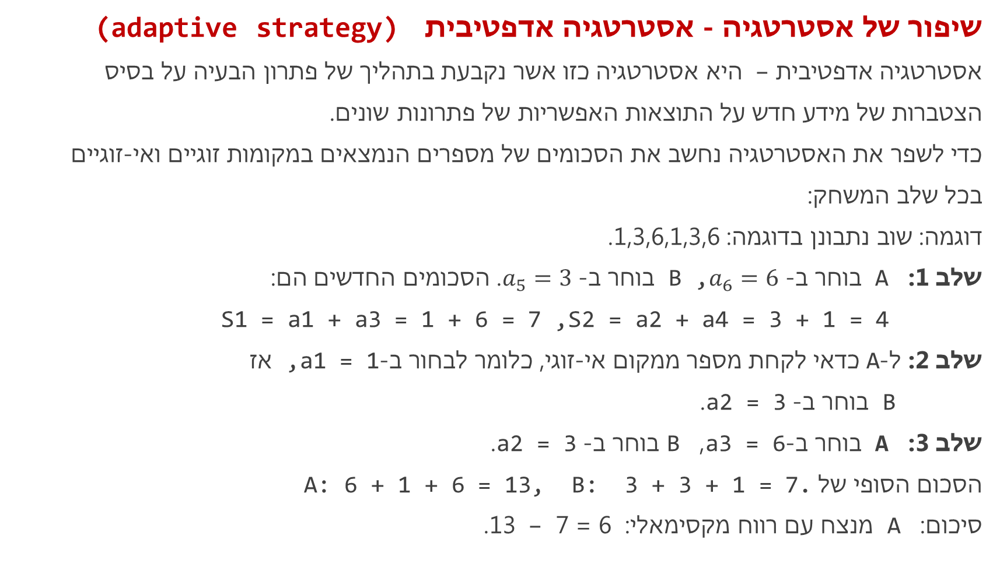 שיפור של אסטרטגיה - אסטרטגיה אדפטיבית (adaptive strategy)
אסטרטגיה אדפטיבית – היא אסטרטגיה כזו אשר נקבעת בתהליך של פתרון הבעיה על בסיס
הצטברות של מידע חדש על התוצאות האפשריות של פתרונות שונים.
כדי לשפר את האסטרטגיה נחשב את הסכומים של מספרים הנמצאים במקומות זוגיים ואי-זוגיים
בכל שלב המשחק:
דוגמה: שוב נתבונן בדוגמה: 1,3,6,1,3,6.
שלב 1: A בוחר ב- a₆ = 6, B בוחר ב- a₅ = 3. הסכומים החדשים הם:
S1 = a1 + a3 = 1 + 6 = 7 ,S2 = a2 + a4 = 3 + 1 = 4
שלב 2: ל-A כדאי לקחת מספר ממקום אי-זוגי, כלומר לבחור ב-a1 = 1, אז
B בוחר ב- a2 = 3.
שלב 3: A בוחר ב-a3 = 6, B בוחר ב- a2 = 3.
הסכום הסופי של A: 6 + 1 + 6 = 13, B: 3 + 3 + 1 = 7.
סיכום: A מנצח עם רווח מקסימאלי: 13 – 7 = 6.